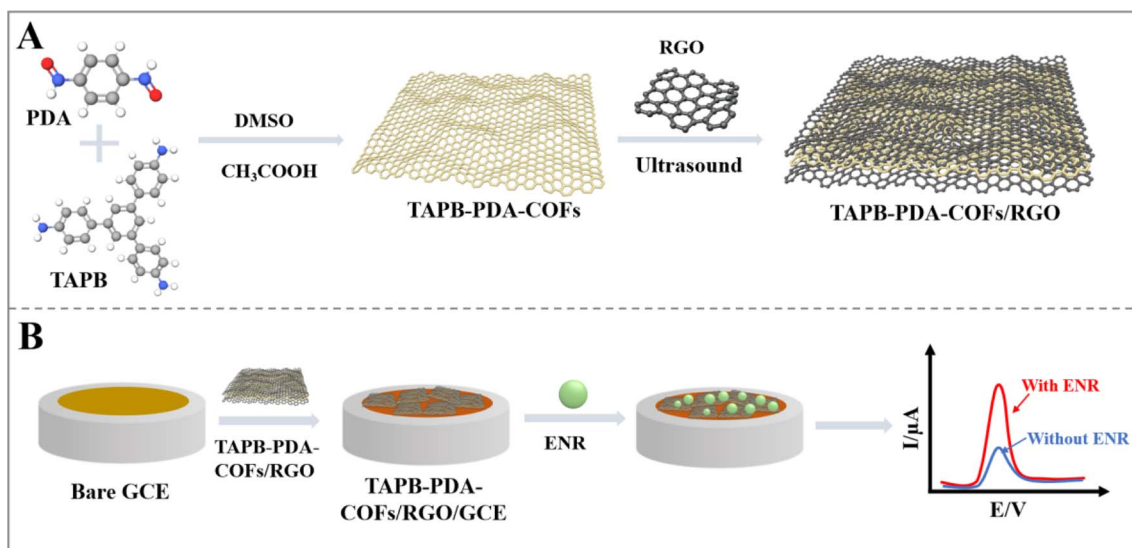 A
PDA
TAPB
DMSO
CH₃COOH
TAPB-PDA-COFs
RGO
Ultrasound
TAPB-PDA-COFs/RGO
B
Bare GCE
TAPB-PDA-
COFs/RGO
TAPB-PDA-
COFs/RGO/GCE
ENR
I/μA
With ENR
Without ENR
E/V